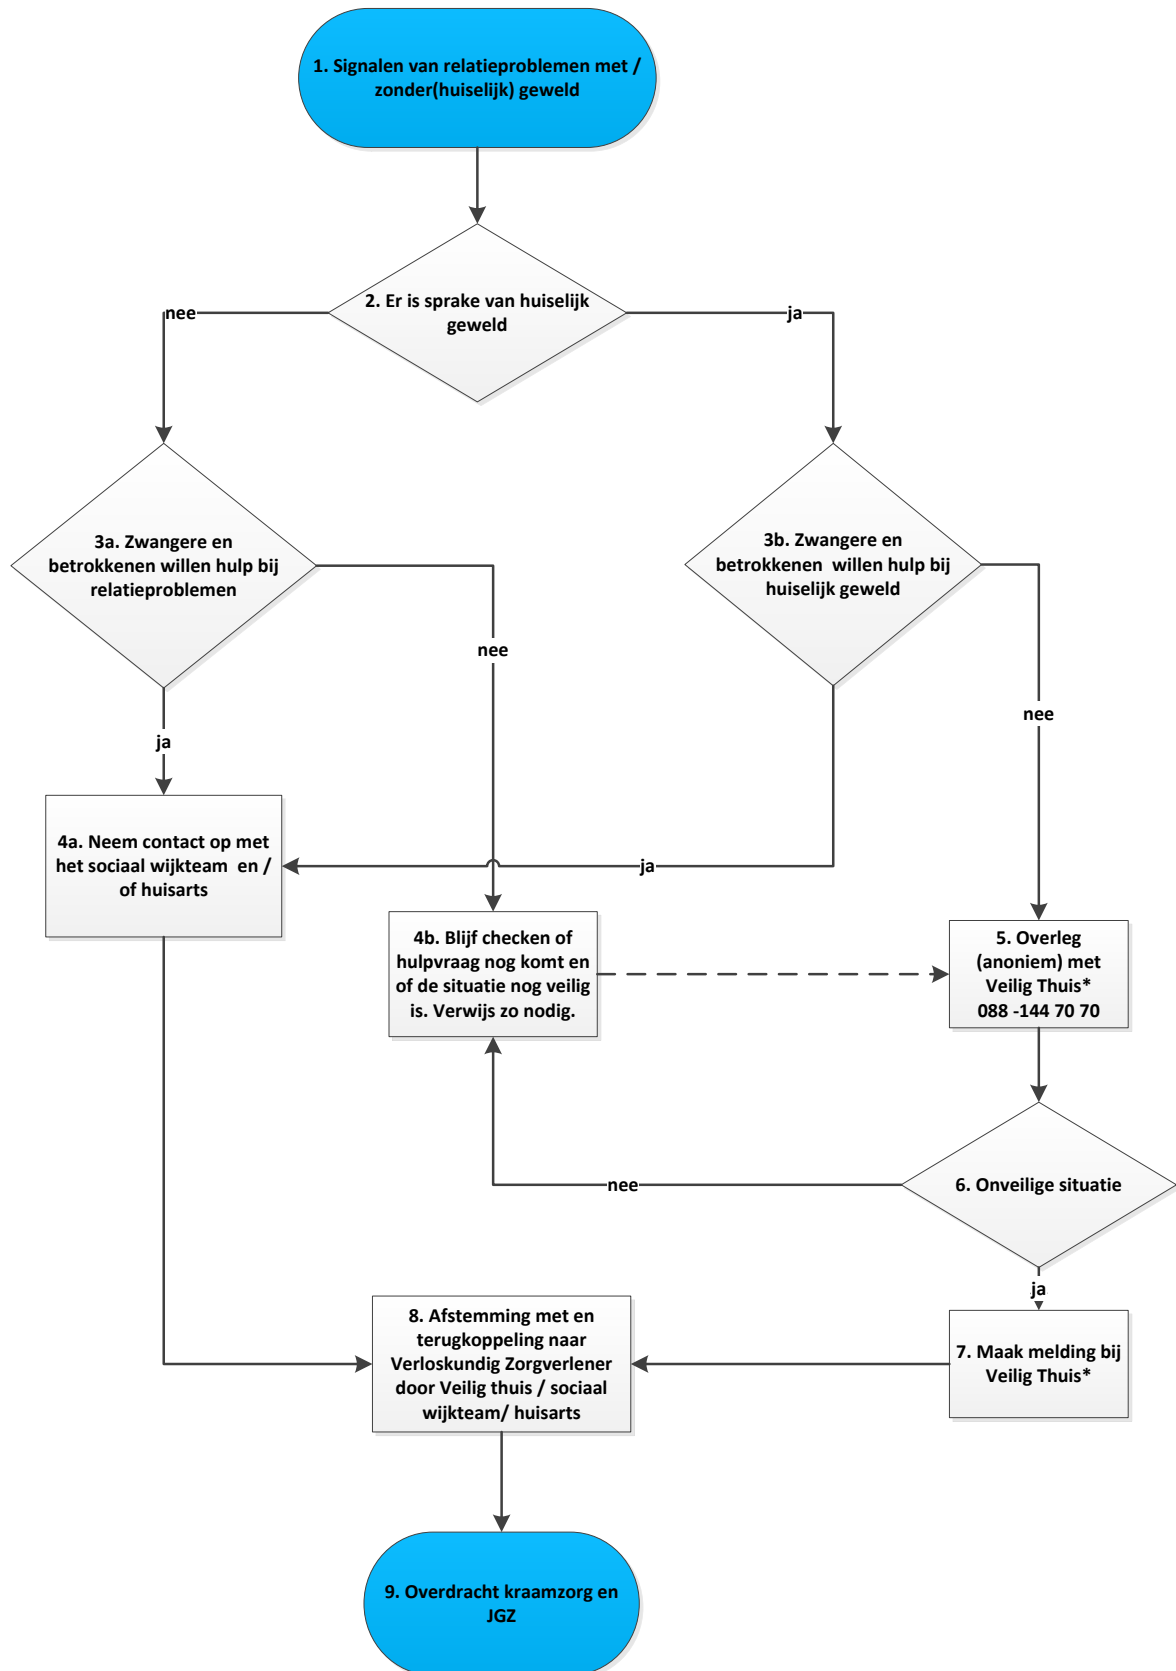 1. Signalen van relatieproblemen met /
zonder(huiselijk) geweld
2. Er is sprake van huiselijk
geweld
nee
ja
3a. Zwangere en
betrokkenen willen hulp bij
relatieproblemen
3b. Zwangere en
betrokkenen  willen hulp bij
huiselijk geweld
nee
nee
ja
4a. Neem contact op met
het sociaal wijkteam  en /
of huisarts
ja
4b. Blijf checken of
hulpvraag nog komt en
of de situatie nog veilig
is. Verwijs zo nodig.
5. Overleg
(anoniem) met
Veilig Thuis*
088 -144 70 70
6. Onveilige situatie
nee
ja
7. Maak melding bij
Veilig Thuis*
8. Afstemming met en
terugkoppeling naar
Verloskundig Zorgverlener
door Veilig thuis / sociaal
wijkteam/ huisarts
9. Overdracht kraamzorg en
JGZ